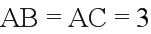 AB = AC = 3